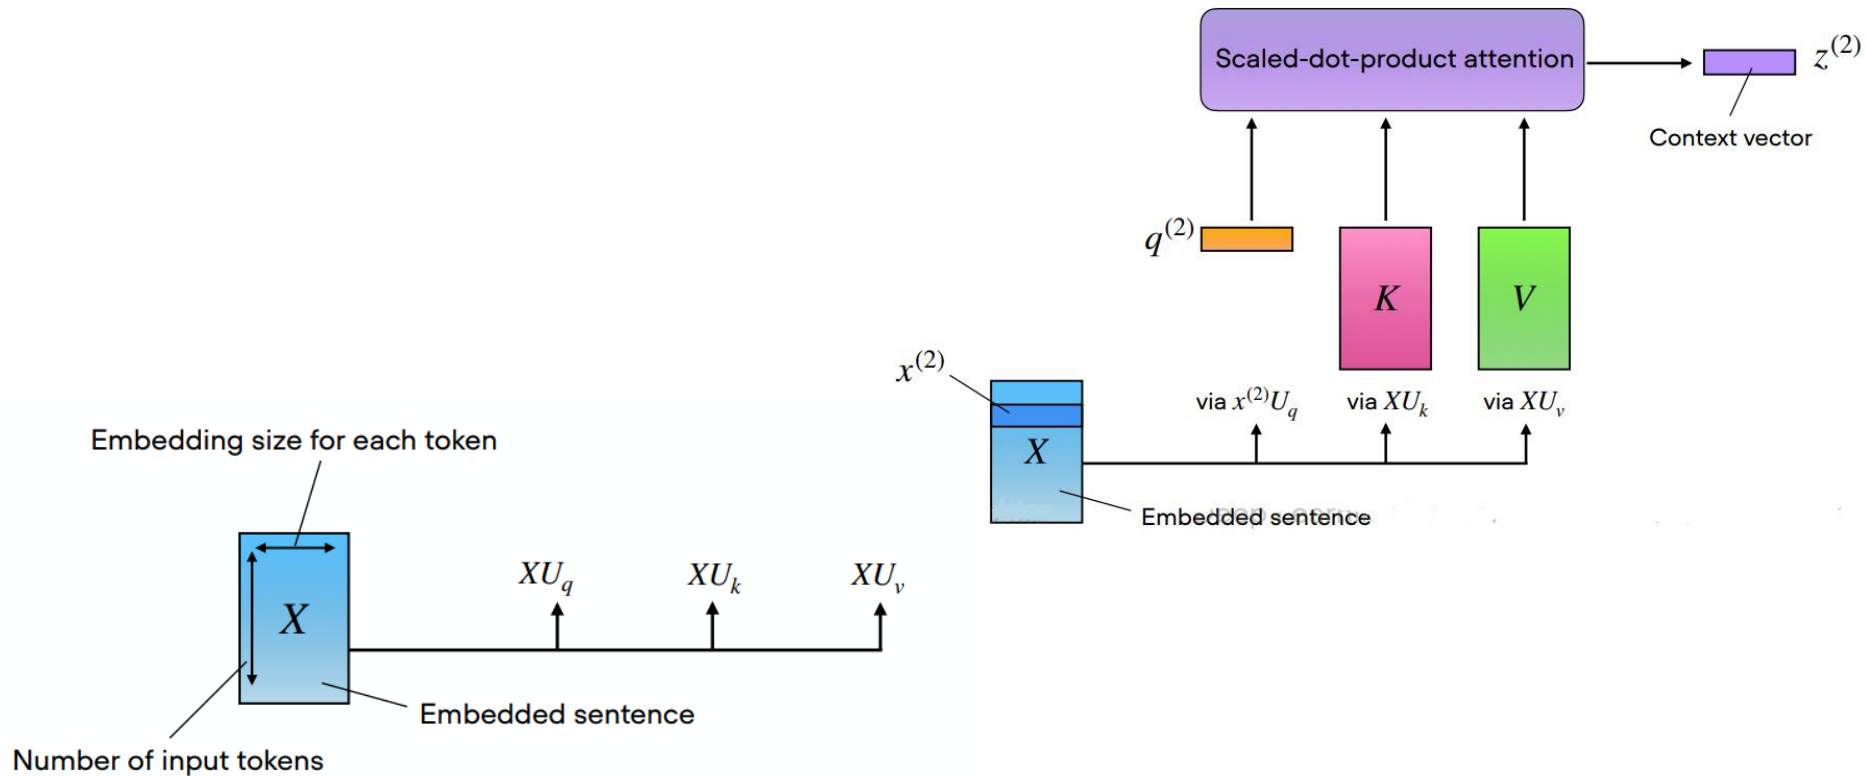 Scaled-dot-product attention
z^{(2)}
Context vector
q^{(2)}
K
V
x^{(2)}
via x^{(2)}U_q
via XU_k
via XU_v
X
Embedded sentence
Embedding size for each token
XU_q
XU_k
XU_v
X
Embedded sentence
Number of input tokens